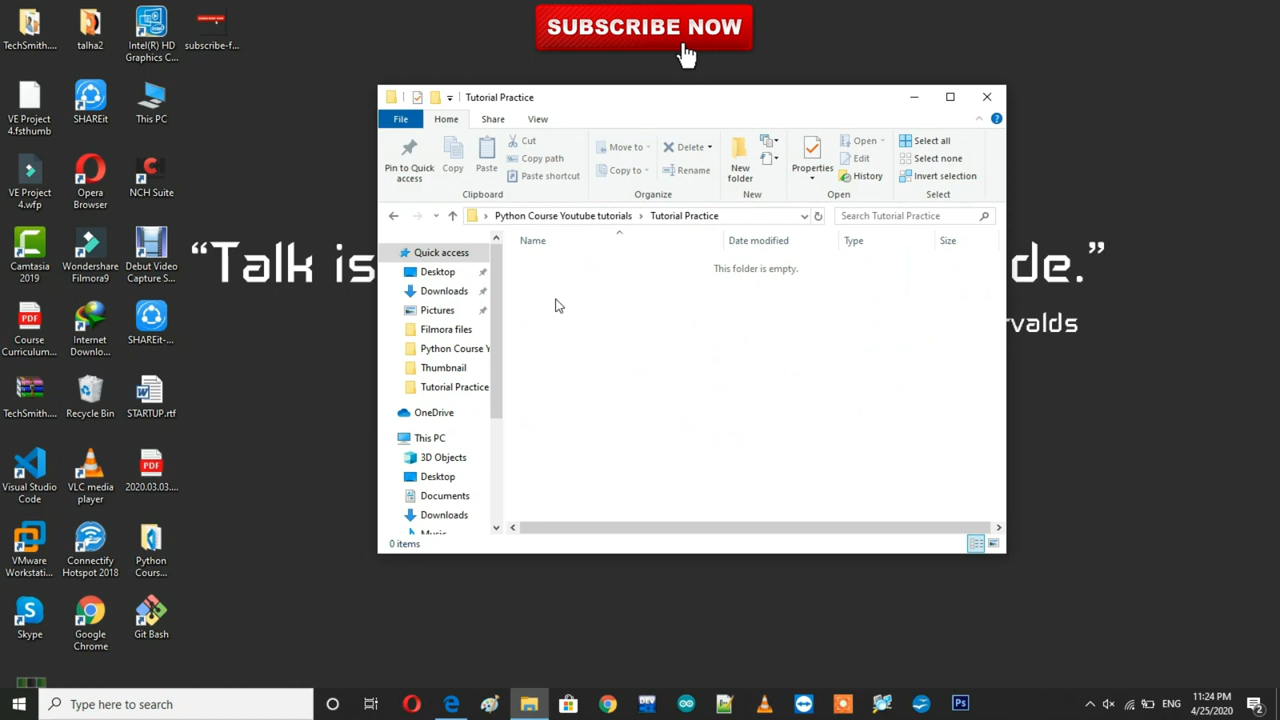 SUBSCRIBE NOW
TechSmith....
talha2
Intel(R) HD
Graphics C...
subscribe-f...
VE Project
4.fsthumb
SHAREit
This PC
VE Project
4.wfp
Opera
Browser
NCH Suite
Camtasia
2019
Wondershare
Filmora9
Debut Video
Capture S...
Course
Curriculum...
Internet
Downlo...
SHAREit-...
TechSmith....
Recycle Bin
STARTUP.rtf
Visual Studio
Code
VLC media
player
2020.03.03....
VMware
Workstati...
Connectify
Hotspot 2018
Python
Cours...
Skype
Google
Chrome
Git Bash
“Talk is
de.”
rvalds
Tutorial Practice
File
Home
Share
View
Pin to Quick
access
Copy
Paste
Cut
Copy path
Paste shortcut
Clipboard
Move to
Copy to
Delete
Rename
Organize
New
folder
New
Properties
Open
Edit
History
Open
Select all
Select none
Invert selection
Select
Python Course Youtube tutorials
Tutorial Practice
Search Tutorial Practice
Name
Date modified
Type
Size
This folder is empty.
Quick access
Desktop
Downloads
Pictures
Filmora files
Python Course Y
Thumbnail
Tutorial Practice
OneDrive
This PC
3D Objects
Desktop
Documents
Downloads
Music
0 items
Type here to search
DEV
Ps
ENG
11:24 PM
4/25/2020
2